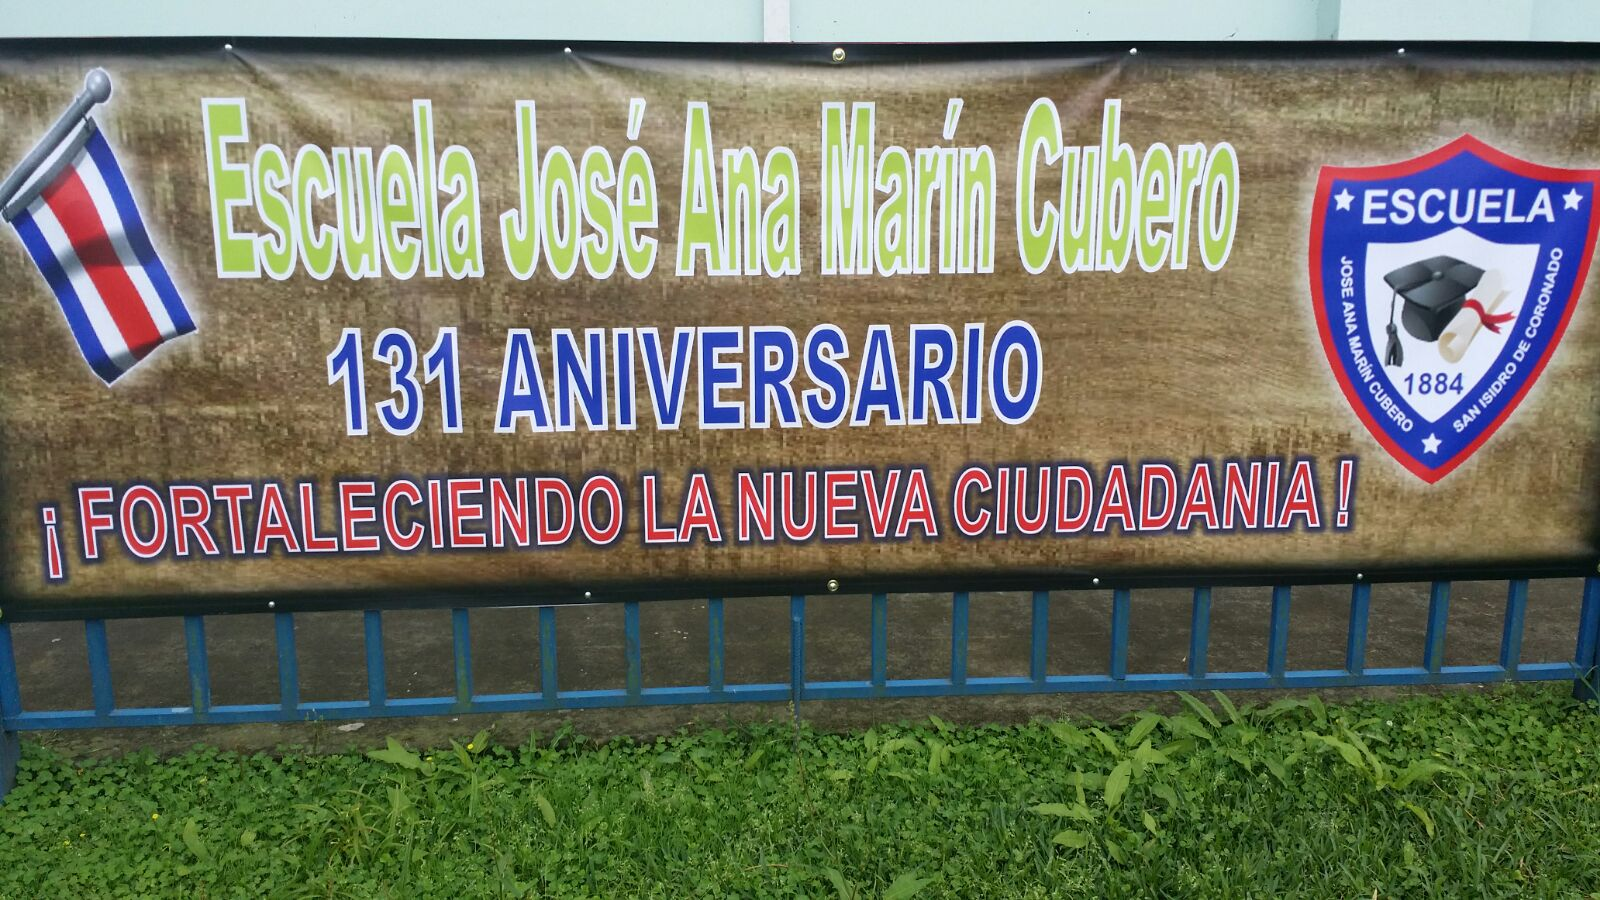 Escuela José Ana Marín Cubero
131 ANIVERSARIO
¡FORTALECIENDO LA NUEVA CIUDADANIA!
ESCUELA
JOSE ANA MARÍN CUBERO
SAN ISIDRO DE CORONADO
1884